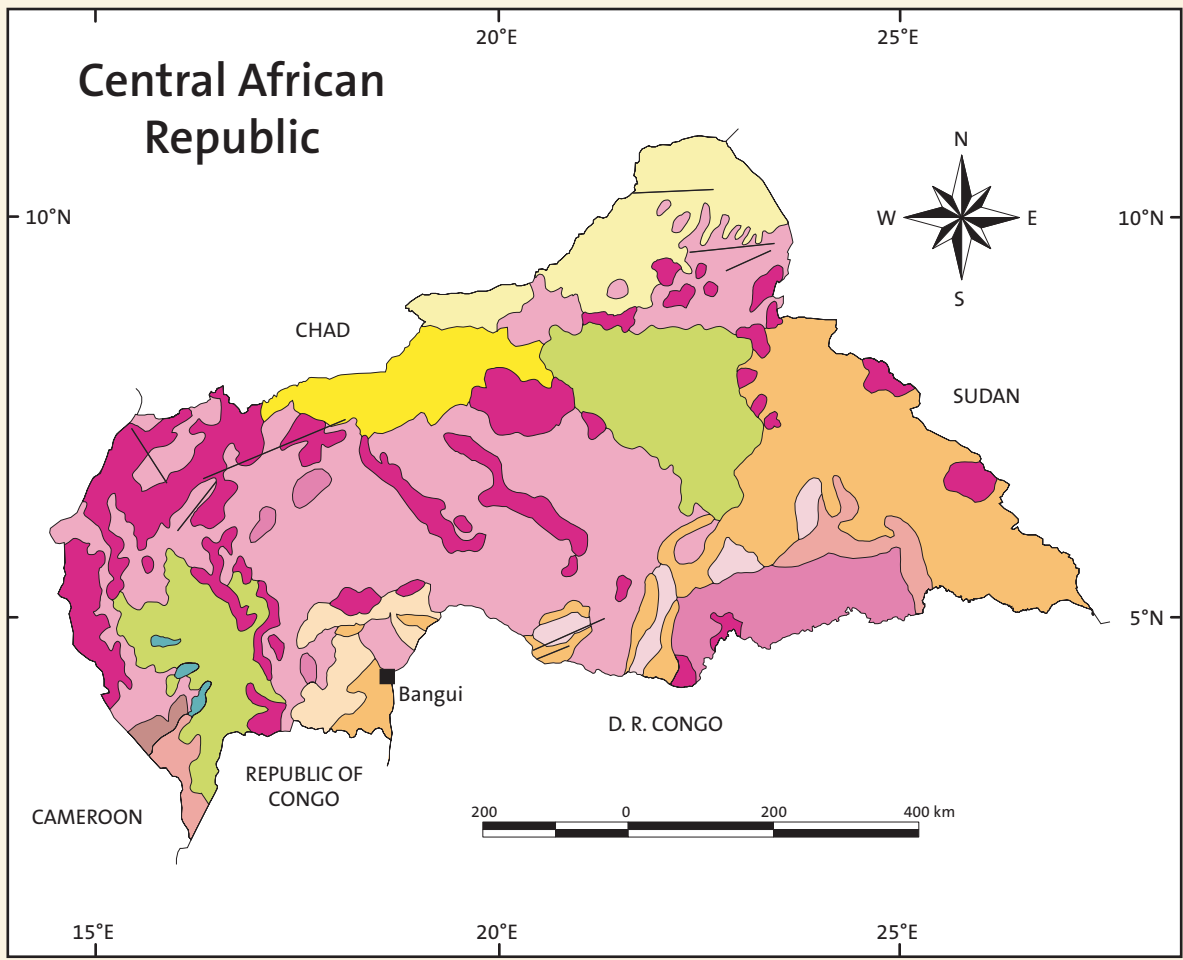 20°E
25°E
Central African
Republic
N
10°N
W
E
10°N
S
CHAD
SUDAN
5°N
Bangui
D. R. CONGO
REPUBLIC OF
CONGO
CAMEROON
200
0
200
400 km
15°E
20°E
25°E